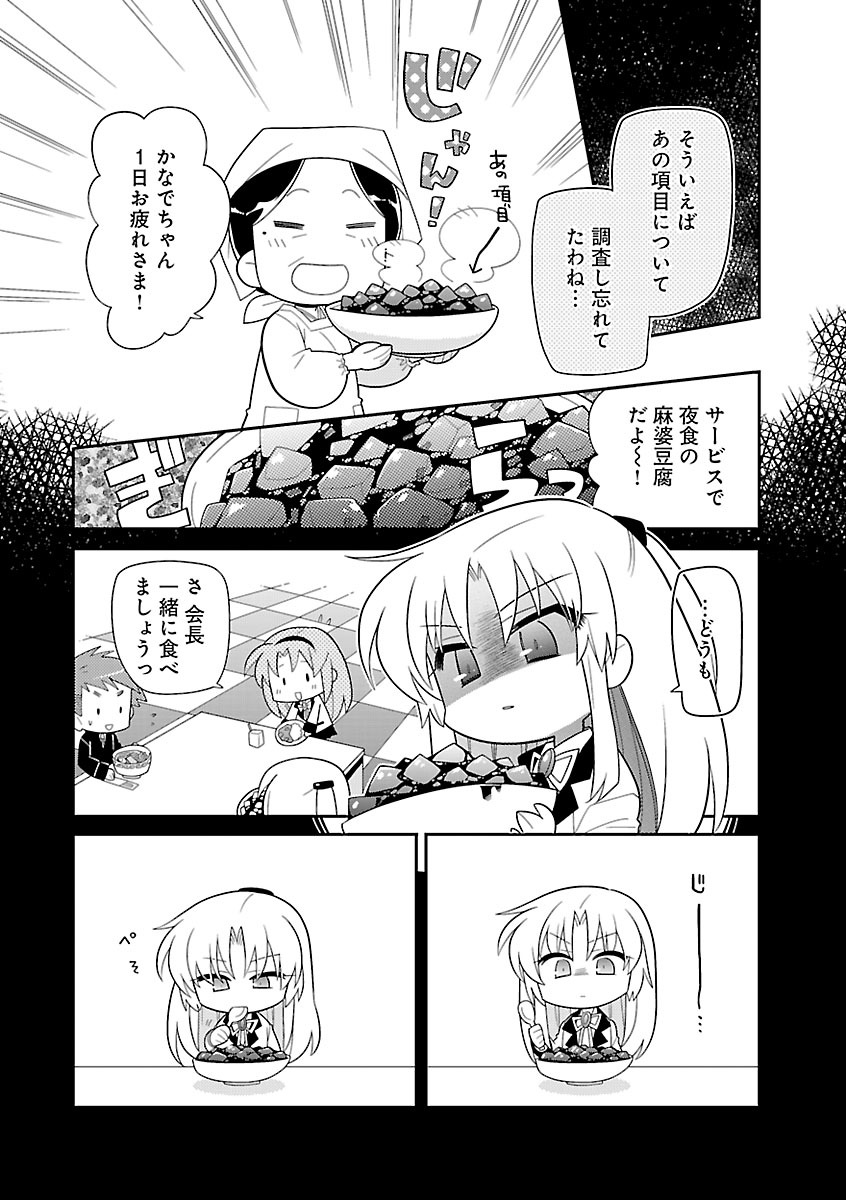 そういえば
あの項目について
調査し忘れて
たわね…
じゃん!
あの項目
…
かなでちゃん
1日お疲れさま!
サービスで
夜食の
麻婆豆腐
だよ〜!
ぎらっ
…どうも
さ 会長
一緒に食べ
ましょうっ
じーーー…
ぺろ